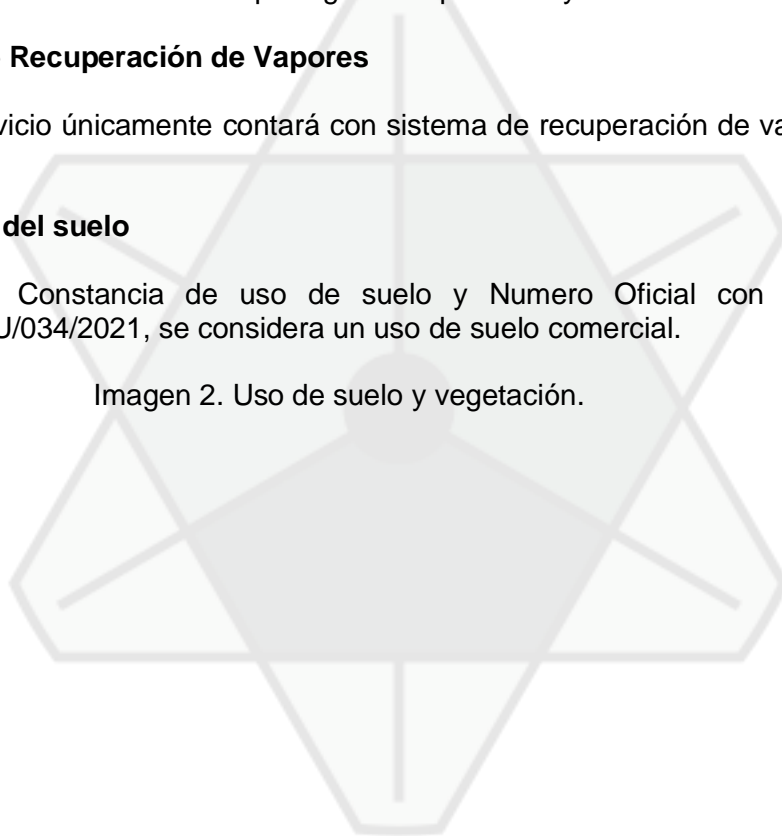 Recuperación de Vapores
vicio únicamente contará con sistema de recuperación de va
del suelo
Constancia de uso de suelo y Numero Oficial con
U/034/2021, se considera un uso de suelo comercial.
Imagen 2. Uso de suelo y vegetación.